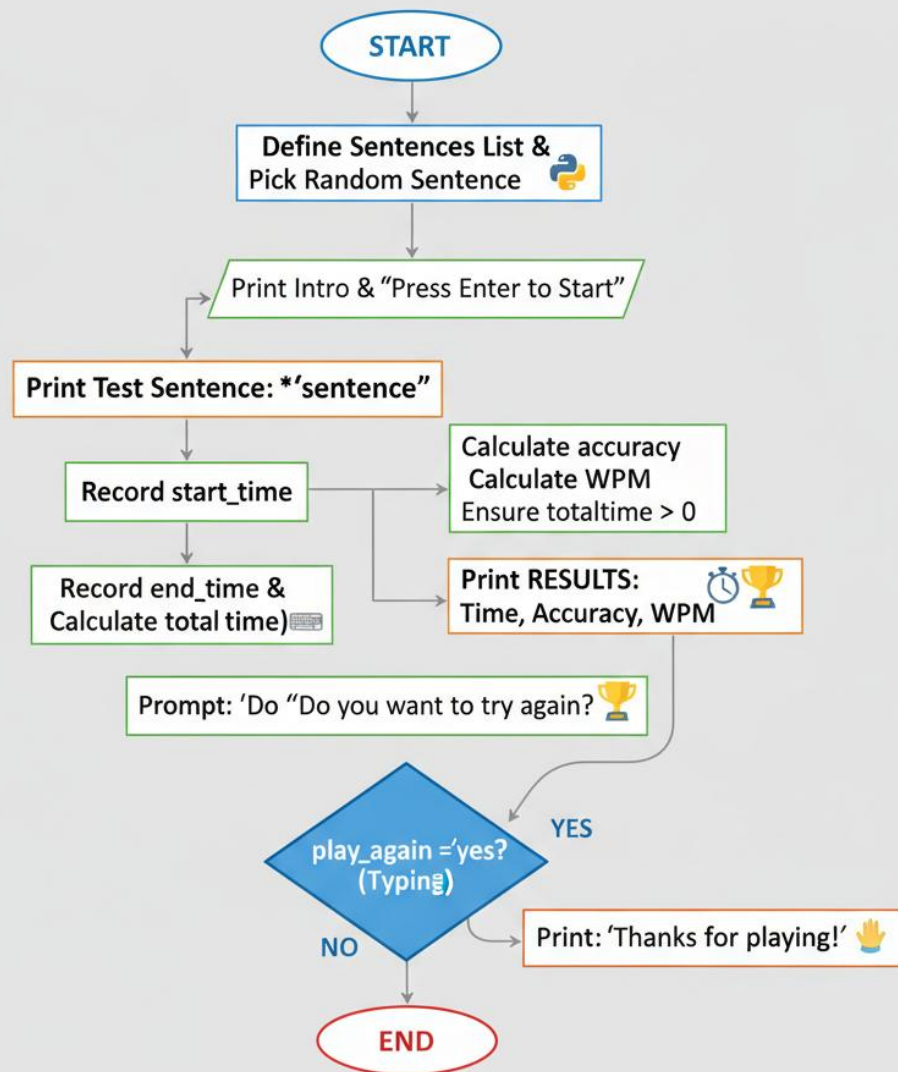 START
Define Sentences List &
Pick Random Sentence
Print Intro & “Press Enter to Start”
Print Test Sentence: *‘sentence”
Record start_time
Calculate accuracy
Calculate WPM
Ensure totaltime > 0
Record end_time &
Calculate total time)
Print RESULTS:
Time, Accuracy, WPM
Prompt: ‘Do “Do you want to try again?
play_again =‘yes?
(Typing)
YES
NO
Print: ‘Thanks for playing!’
END